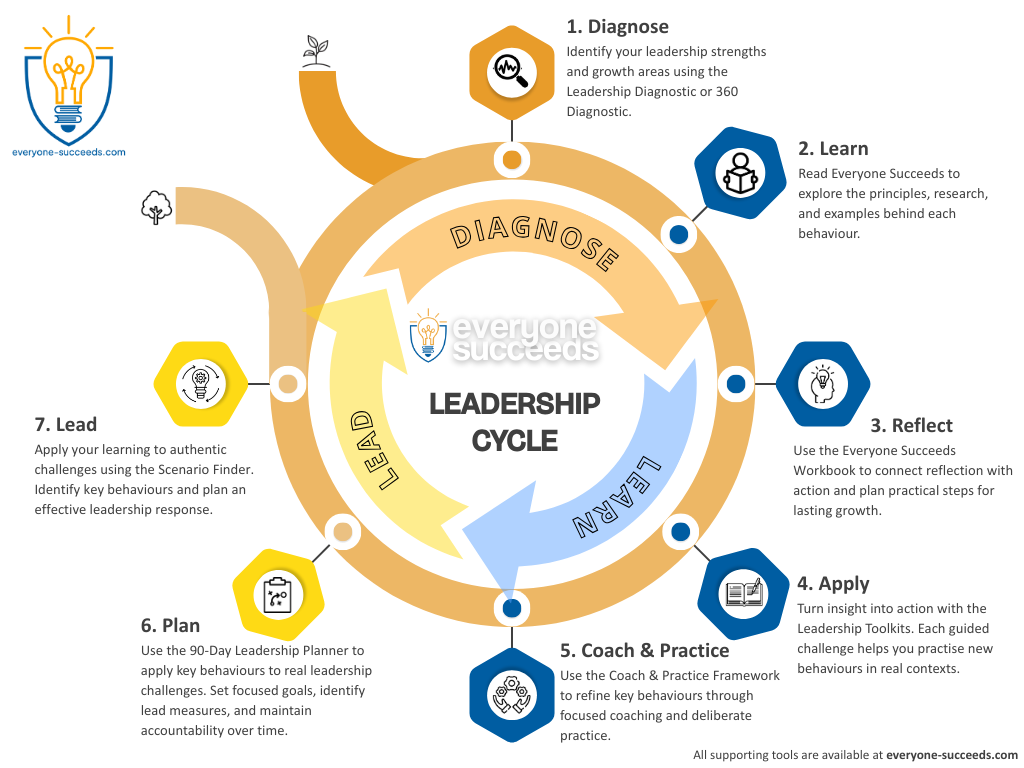 everyone-succeeds.com
1. Diagnose
Identify your leadership strengths
and growth areas using the
Leadership Diagnostic or 360
Diagnostic.
2. Learn
Read Everyone Succeeds to
explore the principles, research,
and examples behind each
behaviour.
DIAGNOSE
everyone
succeeds
LEADERSHIP
CYCLE
LEAD
LEARN
3. Reflect
Use the Everyone Succeeds
Workbook to connect reflection with
action and plan practical steps for
lasting growth.
4. Apply
Turn insight into action with the
Leadership Toolkits. Each guided
challenge helps you practise new
behaviours in real contexts.
5. Coach & Practice
Use the Coach & Practice Framework
to refine key behaviours through
focused coaching and deliberate
practice.
6. Plan
Use the 90-Day Leadership Planner to
apply key behaviours to real leadership
challenges. Set focused goals, identify
lead measures, and maintain
accountability over time.
7. Lead
Apply your learning to authentic
challenges using the Scenario Finder.
Identify key behaviours and plan an
effective leadership response.
All supporting tools are available at everyone-succeeds.com